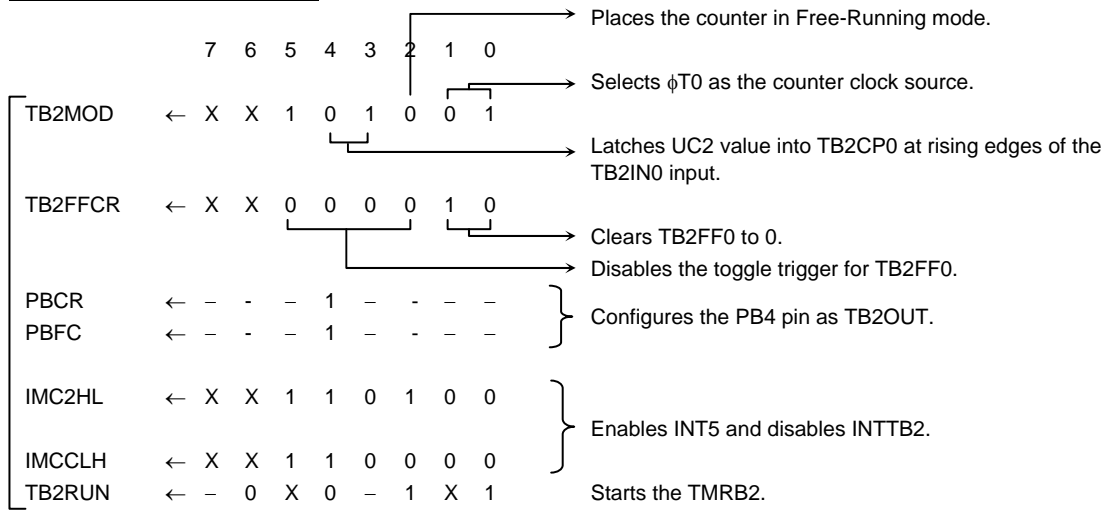 Places the counter in Free-Running mode.
7 6 5 4 3 2 1 0
Selects ϕT0 as the counter clock source.
TB2MOD ← X X 1 0 1 0 0 1
Latches UC2 value into TB2CP0 at rising edges of the
TB2IN0 input.
TB2FFCR ← X X 0 0 0 0 1 0
Clears TB2FF0 to 0.
Disables the toggle trigger for TB2FF0.
PBCR ← – - – 1 – - – –
Configures the PB4 pin as TB2OUT.
PBFC ← – - – 1 – - – –
IMC2HL ← X X 1 1 0 1 0 0
Enables INT5 and disables INTTB2.
IMCCLH ← X X 1 1 0 0 0 0
TB2RUN ← – 0 X 0 – 1 X 1 Starts the TMRB2.